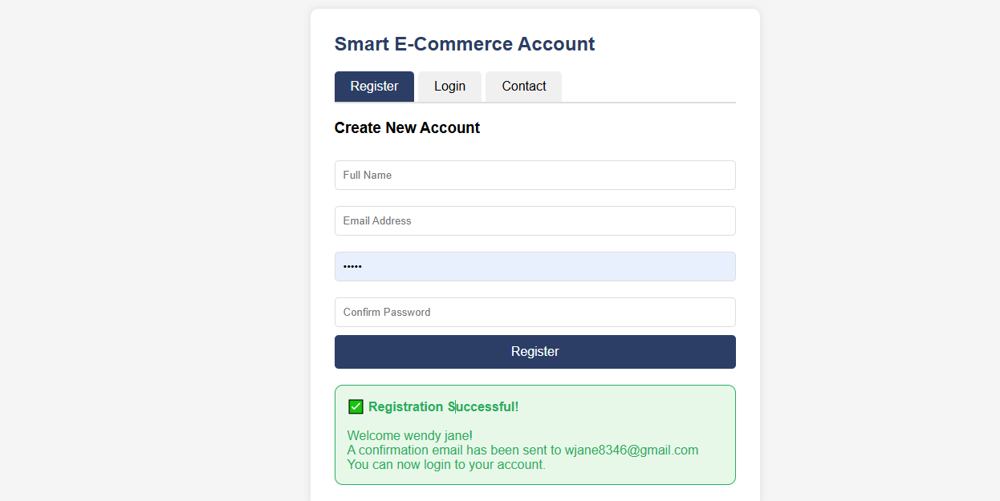 Smart E-Commerce Account
Register Login Contact
Create New Account
Full Name
Email Address
•••••
Confirm Password
Register
✅ Registration Successful!
Welcome wendy jane!
A confirmation email has been sent to wjane8346@gmail.com
You can now login to your account.